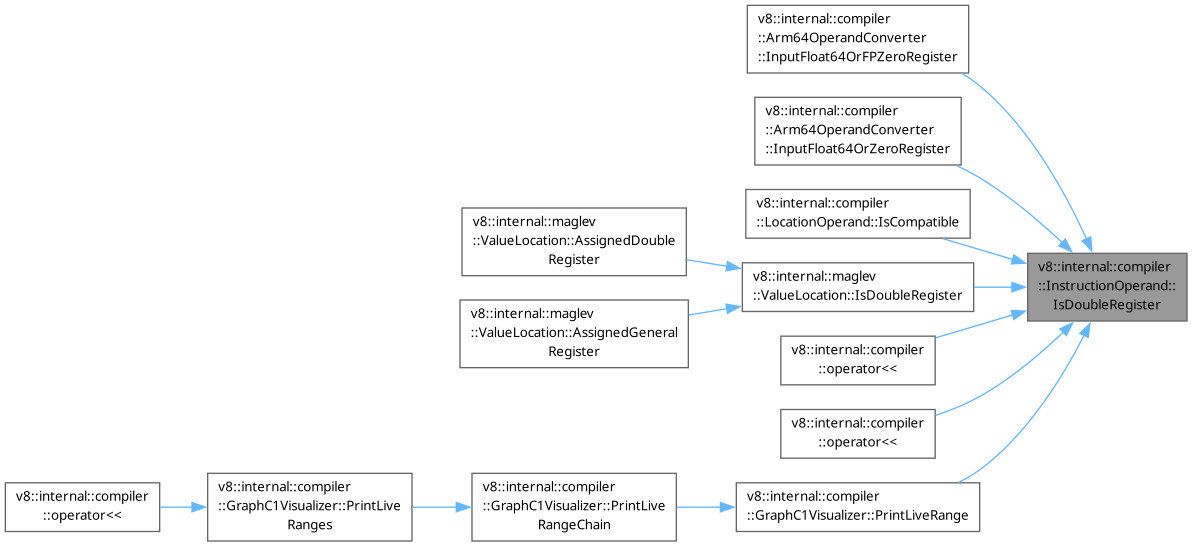 v8::internal::compiler
::Arm64OperandConverter
::InputFloat64OrFPZeroRegister
v8::internal::compiler
::Arm64OperandConverter
::InputFloat64OrZeroRegister
v8::internal::compiler
::LocationOperand::IsCompatible
v8::internal::maglev
::ValueLocation::AssignedDouble
Register
v8::internal::maglev
::ValueLocation::IsDoubleRegister
v8::internal::compiler
::InstructionOperand::
IsDoubleRegister
v8::internal::maglev
::ValueLocation::AssignedGeneral
Register
v8::internal::compiler
::operator<<
v8::internal::compiler
::operator<<
v8::internal::compiler
::operator<<
v8::internal::compiler
::GraphC1Visualizer::PrintLive
Ranges
v8::internal::compiler
::GraphC1Visualizer::PrintLive
RangeChain
v8::internal::compiler
::GraphC1Visualizer::PrintLiveRange